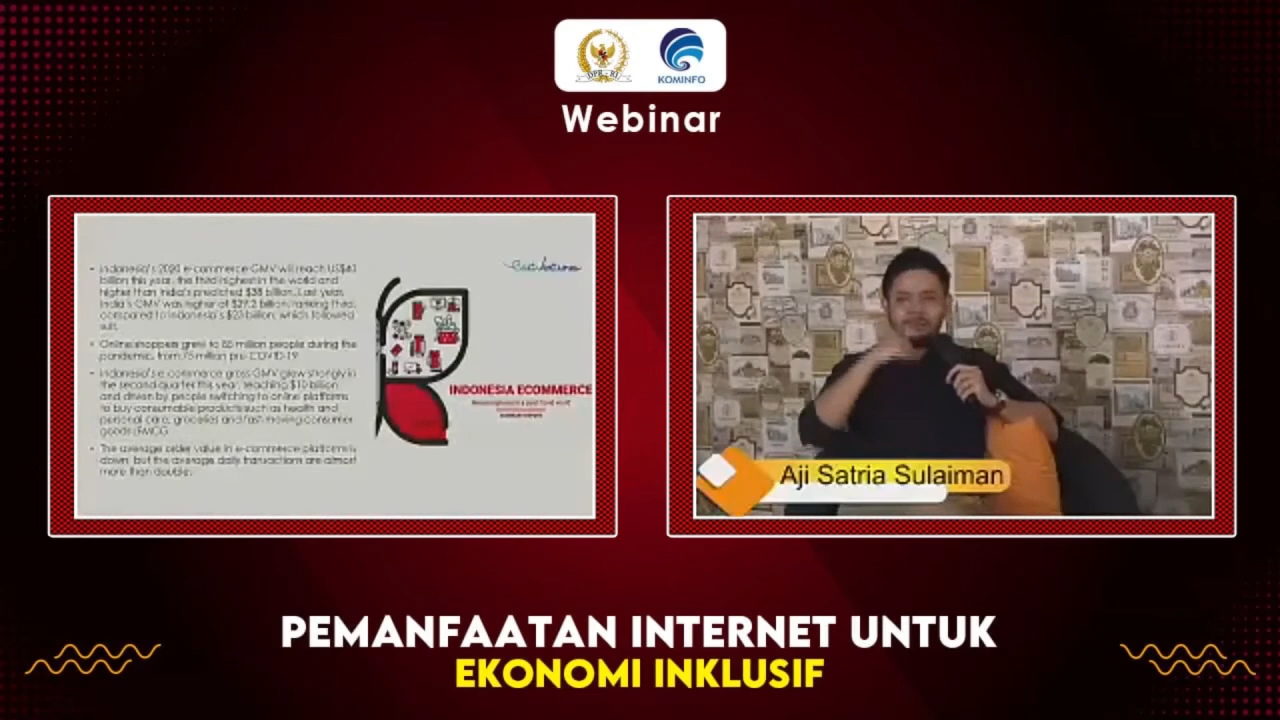 DPR - RI
KOMINFO
Webinar
• Indonesia's 2020 e-commerce GMV will reach US$40
billion this year, the third-highest in the world and
higher than India's predicted $38 billion. Last year,
India's GMV was higher at $29.2 billion, ranking third,
compared to Indonesia's $23 billion, which followed
suit.
• Online shoppers grew to 85 million people during the
pandemic, from 75 million pre-COVID-19
• Indonesia's e-commerce gross GMV grew strongly in
the second quarter this year, reaching $10 billion
and driven by people switching to online platforms
to buy consumable products such as health and
personal care, groceries and fast-moving consumer
goods (FMCG)
• The average order value in e-commerce platforms is
down, but the average daily transactions are almost
more than double.
INDONESIA ECOMMERCE
Aji Satria Sulaiman
PEMANFAATAN INTERNET UNTUK
EKONOMI INKLUSIF